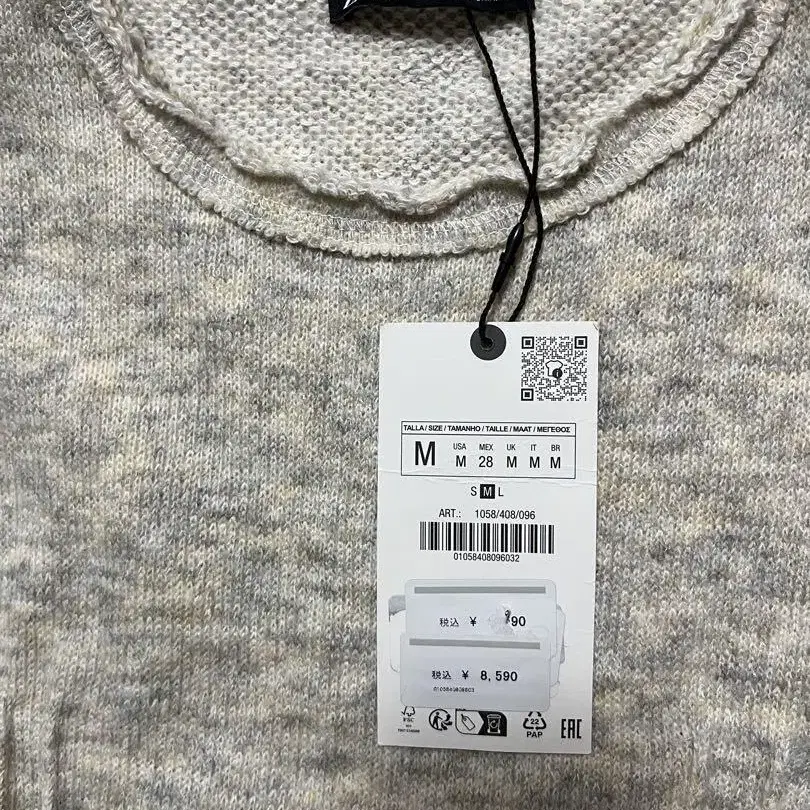 TALLA / SIZE / TAMANHO / TAILLE / MAAT / ΜΕΓΕΘΟΣ
M USA M MEX 28 UK M IT M BR M
S M L
ART.: 1058/408/096
01058408096032
税込 ¥ 90
税込 ¥ 8,590
FSC
22
PAP
EAC